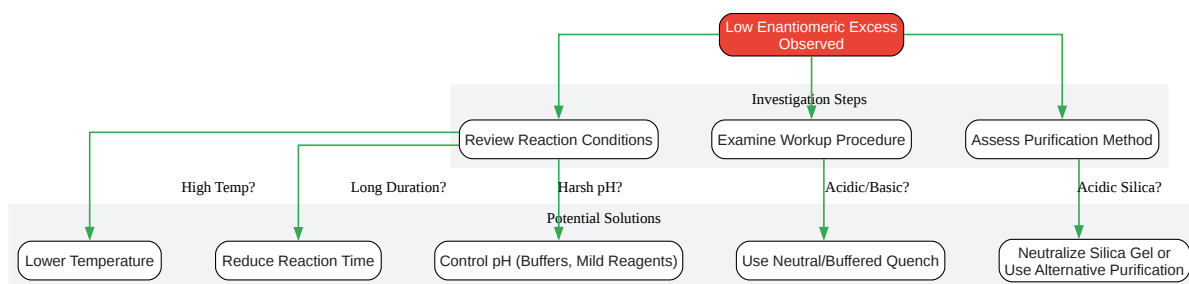 Low Enantiomeric Excess
Observed
Investigation Steps
Review Reaction Conditions
Examine Workup Procedure
Assess Purification Method
High Temp?
Long Duration?
Harsh pH?
Acidic/Basic?
Acidic Silica?
Potential Solutions
Lower Temperature
Reduce Reaction Time
Control pH (Buffers, Mild Reagents)
Use Neutral/Buffered Quench
Neutralize Silica Gel or
Use Alternative Purification